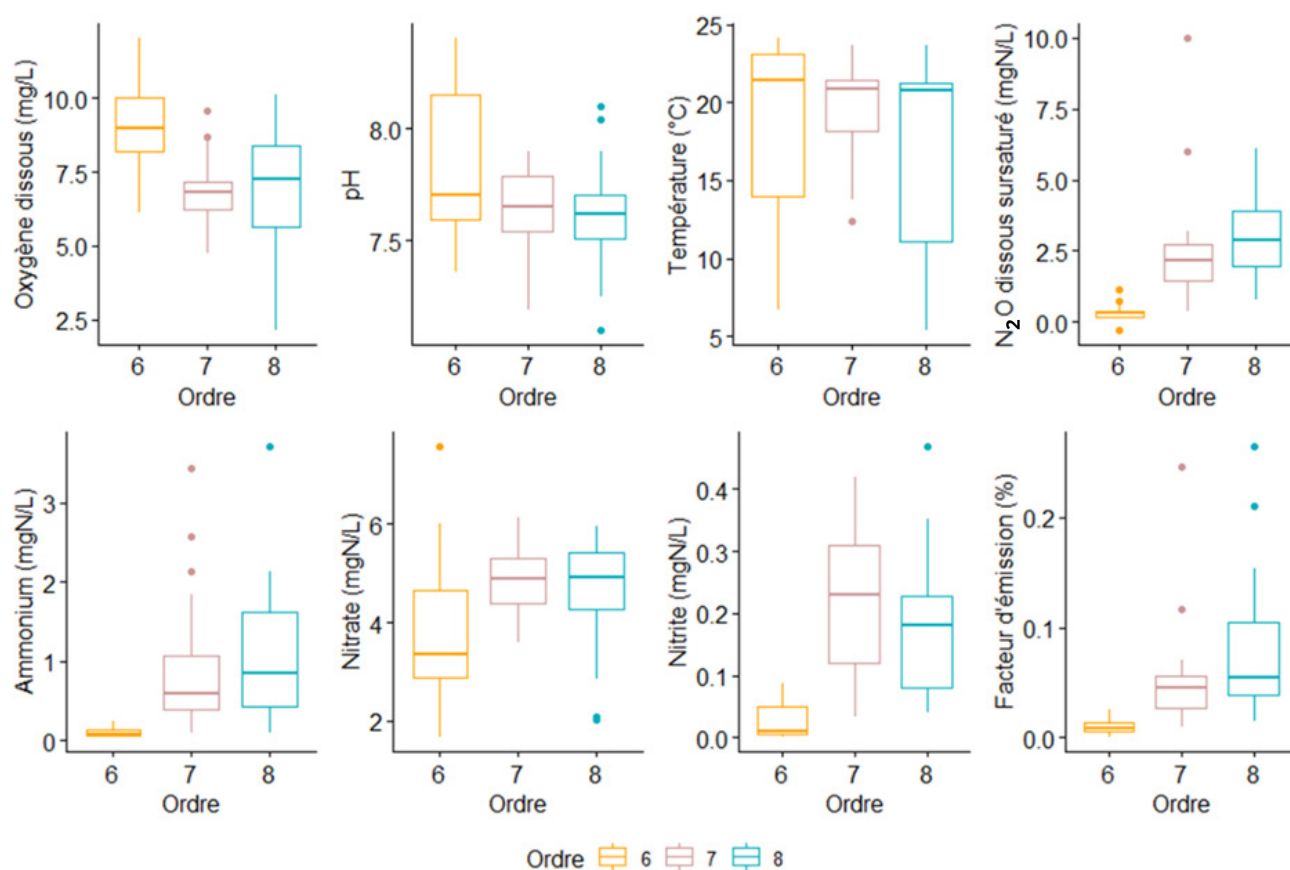 Oxygène dissous (mg/L)
10.0
7.5
5.0
2.5
6 7 8
Ordre
pH
8.0
7.5
6 7 8
Ordre
Température (°C)
25
20
15
10
5
6 7 8
Ordre
N₂O dissous sursaturé (mgN/L)
10.0
7.5
5.0
2.5
0.0
6 7 8
Ordre
Ammonium (mgN/L)
3
2
1
0
6 7 8
Ordre
Nitrate (mgN/L)
6
4
2
6 7 8
Ordre
Nitrite (mgN/L)
0.4
0.3
0.2
0.1
0.0
6 7 8
Ordre
Facteur d'émission (%)
0.2
0.1
0.0
6 7 8
Ordre
Ordre 6 7 8